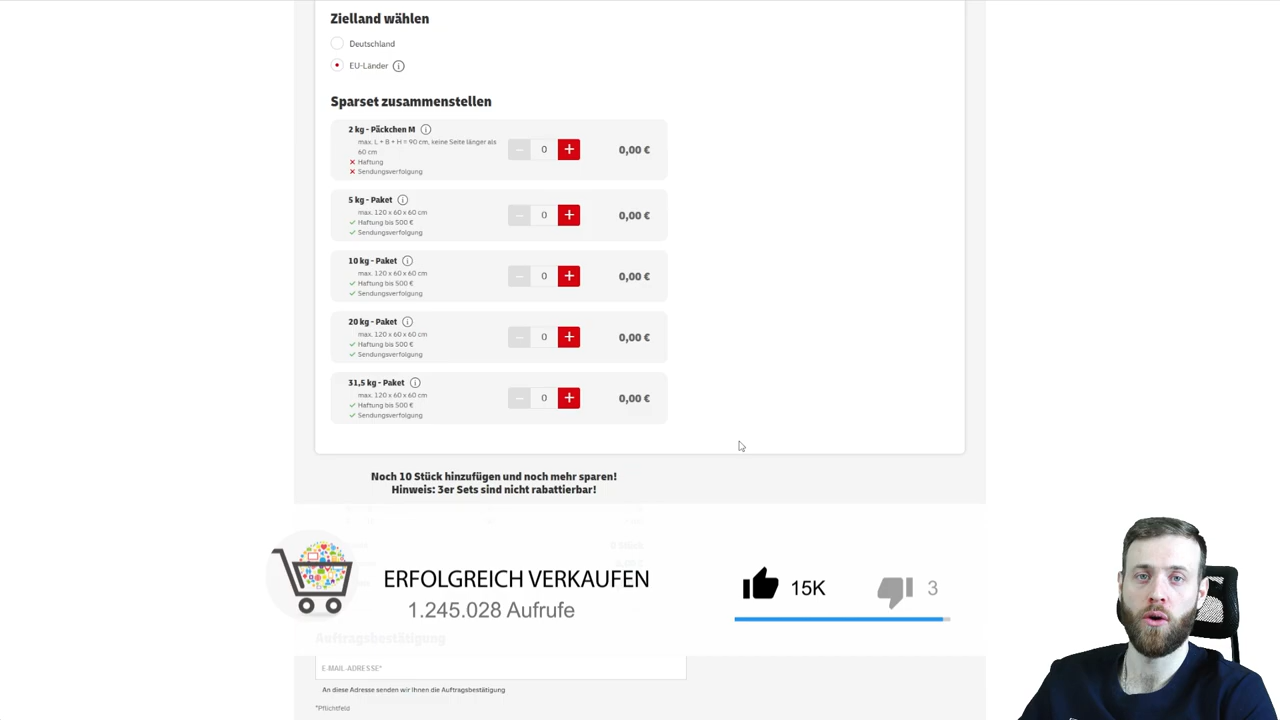 Zielland wählen
Deutschland
EU-Länder
Sparset zusammenstellen
2 kg - Päckchen M
max. L + B + H = 90 cm, keine Seite länger als
60 cm
Haftung
Sendungsverfolgung
0
0,00 €
5 kg - Paket
max. 120 x 60 x 60 cm
Haftung bis 500 €
Sendungsverfolgung
0
0,00 €
10 kg - Paket
max. 120 x 60 x 60 cm
Haftung bis 500 €
Sendungsverfolgung
0
0,00 €
20 kg - Paket
max. 120 x 60 x 60 cm
Haftung bis 500 €
Sendungsverfolgung
0
0,00 €
31,5 kg - Paket
max. 120 x 60 x 60 cm
Haftung bis 500 €
Sendungsverfolgung
0
0,00 €
Noch 10 Stück hinzufügen und noch mehr sparen!
Hinweis: 3er Sets sind nicht rabattierbar!
ERFOLGREICH VERKAUFEN
1.245.028 Aufrufe
15K
3
Auftragsbestätigung
E-MAIL-ADRESSE*
An diese Adresse senden wir Ihnen die Auftragsbestätigung
*Pflichtfeld